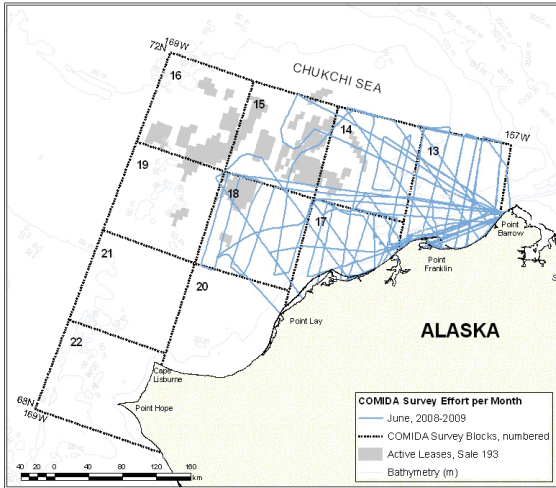 169W
72N
CHUKCHI SEA
16
15
14
13
157W
19
18
17
Point
Barrow
Point
Franklin
21
20
Point Lay
ALASKA
22
Cape
Lisburne
68N
169W
Point Hope
COMIDA Survey Effort per Month
June, 2008-2009
COMIDA Survey Blocks, numbered
Active Leases, Sale 193
Bathymetry (m)
40 20 0 40 80 120 160
km